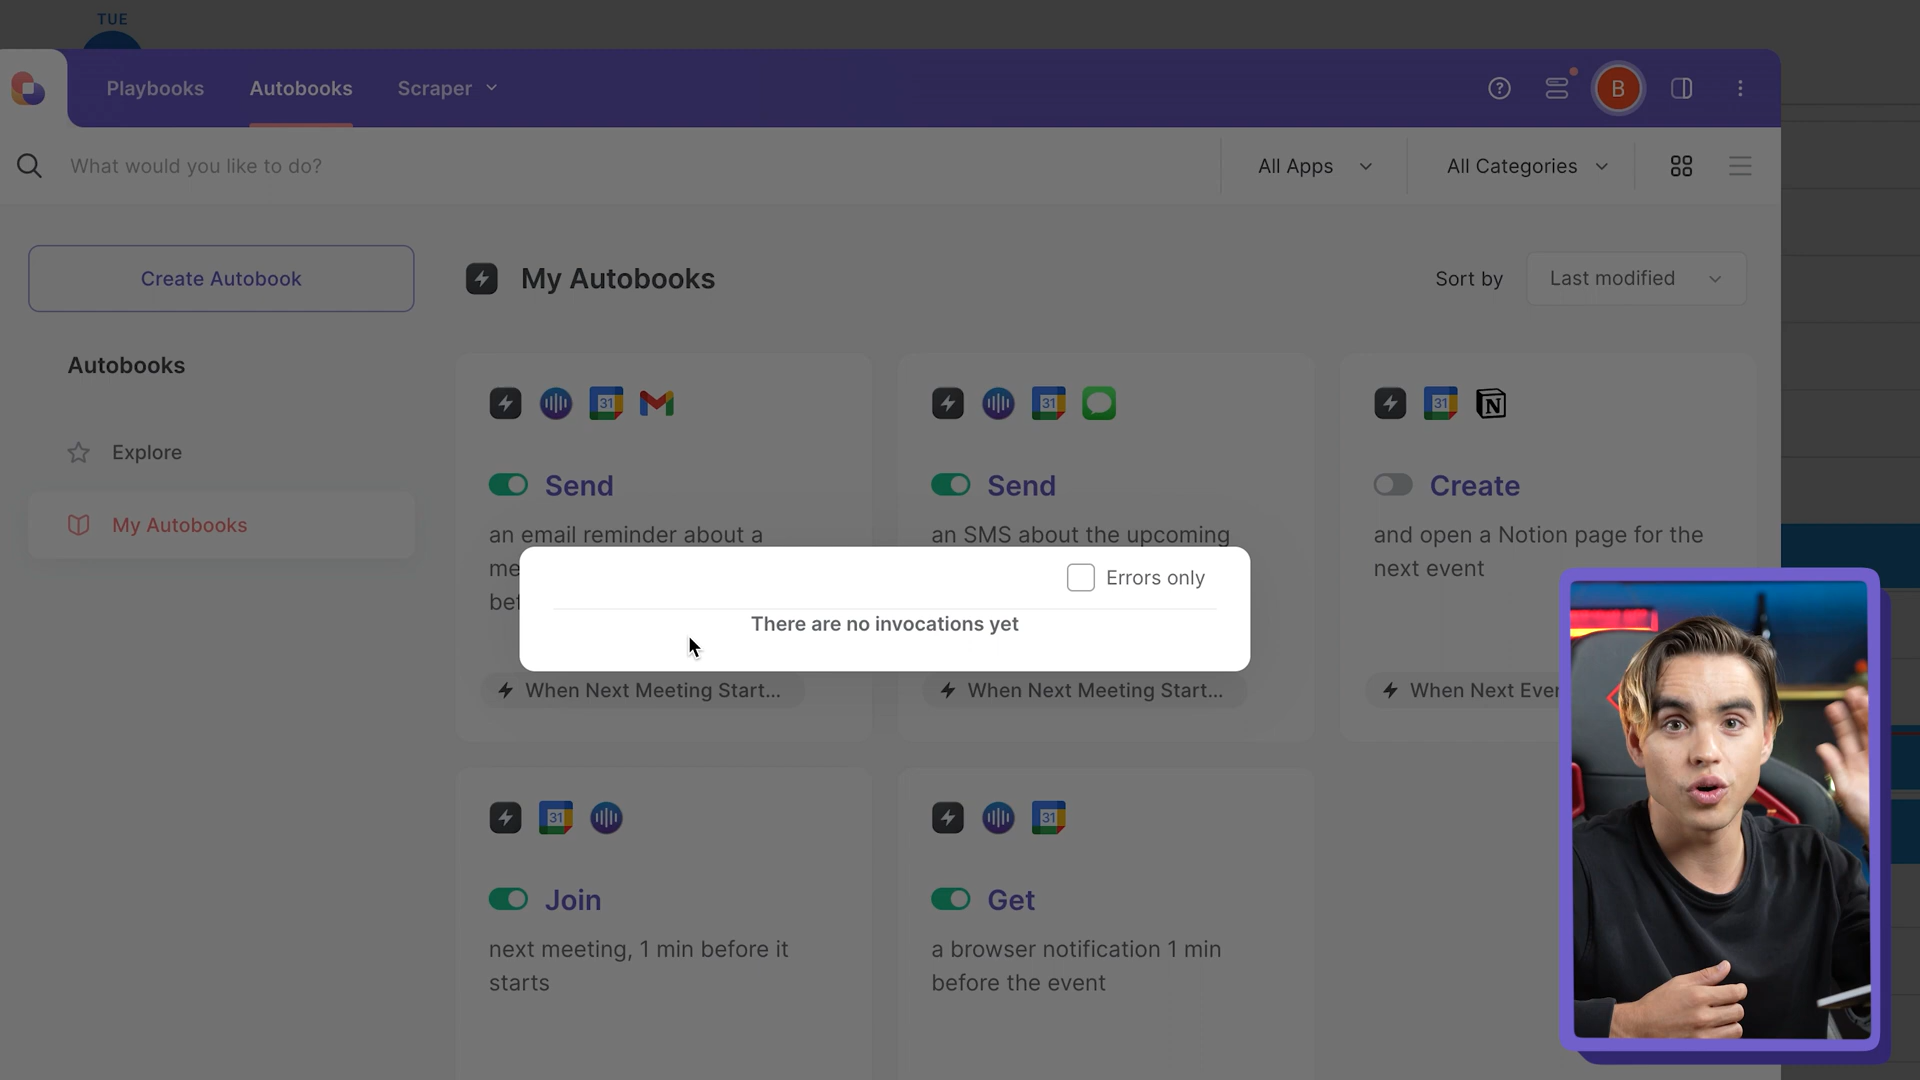 TUE
Playbooks
Autobooks
Scraper
?
B
What would you like to do?
All Apps
All Categories
Create Autobook
My Autobooks
Sort by
Last modified
Autobooks
Explore
My Autobooks
31
Send
an email reminder about a
31
Send
an SMS about the upcoming
31
N
Create
and open a Notion page for the
next event
Errors only
There are no invocations yet
When Next Meeting Start...
When Next Meeting Start...
When Next
31
Join
next meeting, 1 min before it
starts
31
Get
a browser notification 1 min
before the event